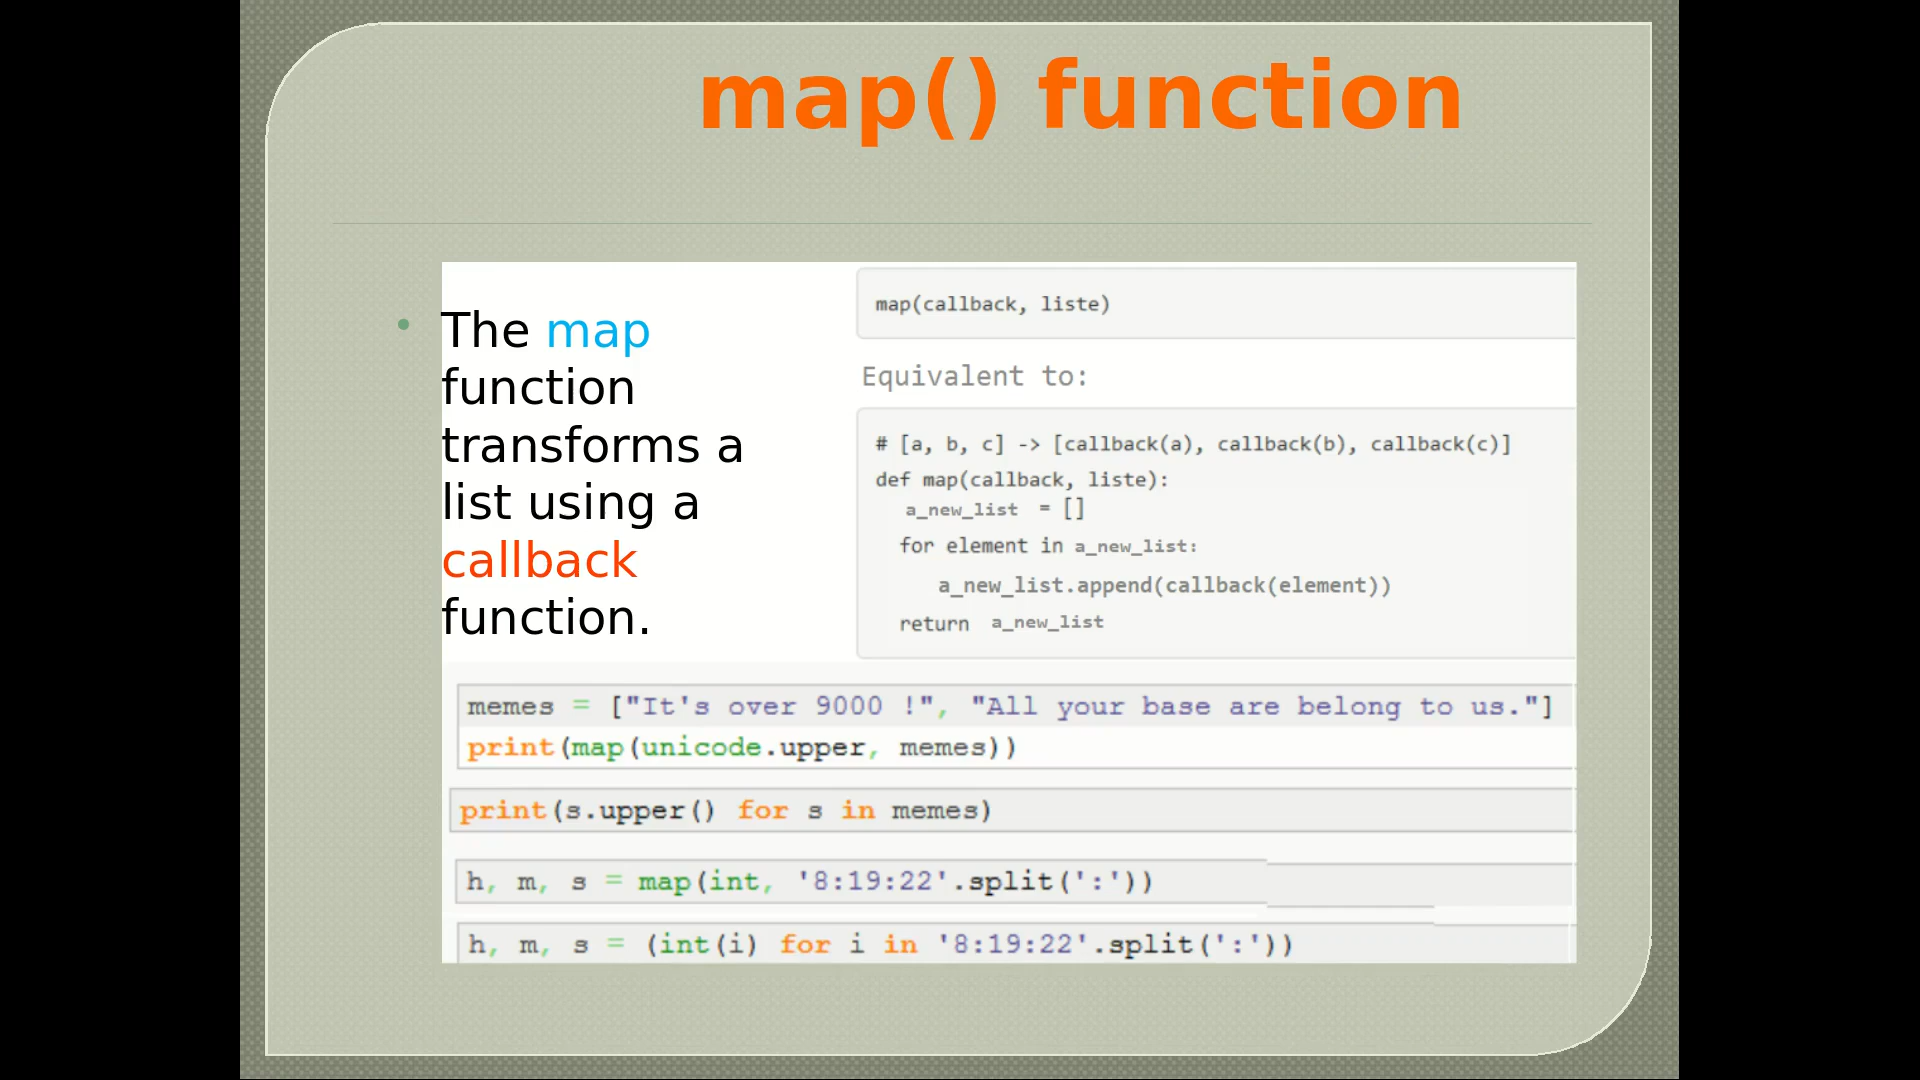 map() function
The map
function
transforms a
list using a
callback
function.
map(callback, liste)
Equivalent to:
# [a, b, c] -> [callback(a), callback(b), callback(c)]
def map(callback, liste):
a_new_list = []
for element in a_new_list:
a_new_list.append(callback(element))
return a_new_list
memes = ["It's over 9000 !", "All your base are belong to us."]
print(map(unicode.upper, memes))
print(s.upper() for s in memes)
h, m, s = map(int, '8:19:22'.split(':'))
h, m, s = (int(i) for i in '8:19:22'.split(':'))